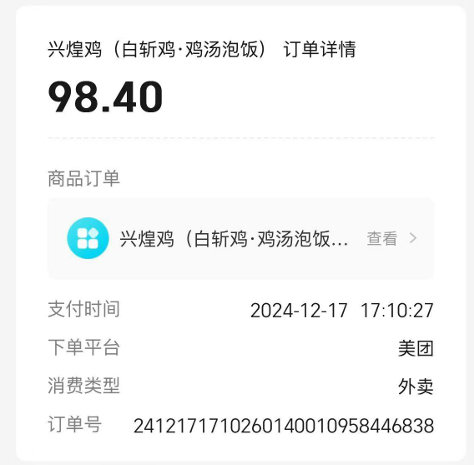 兴煌鸡（白斩鸡·鸡汤泡饭） 订单详情
98.40
商品订单
兴煌鸡（白斩鸡·鸡汤泡饭... 查看
支付时间 2024-12-17 17:10:27
下单平台 美团
消费类型 外卖
订单号 2412171710260140010958446838